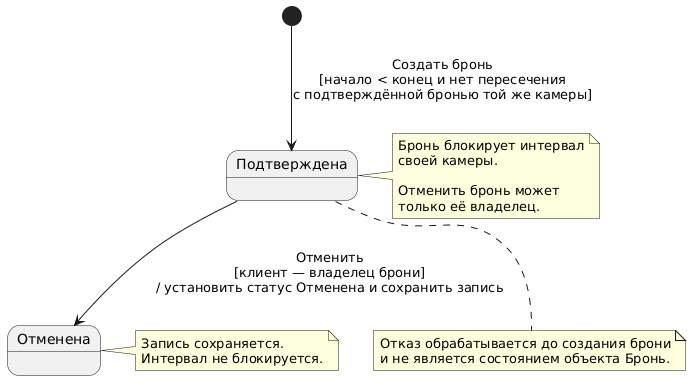 Создать бронь
[начало < конец и нет пересечения
с подтверждённой бронью той же камеры]
Подтверждена
Бронь блокирует интервал
своей камеры.
Отменить бронь может
только её владелец.
Отменить
[клиент — владелец брони]
/ установить статус Отменена и сохранить запись
Отменена
Запись сохраняется.
Интервал не блокируется.
Отказ обрабатывается до создания брони
и не является состоянием объекта Бронь.